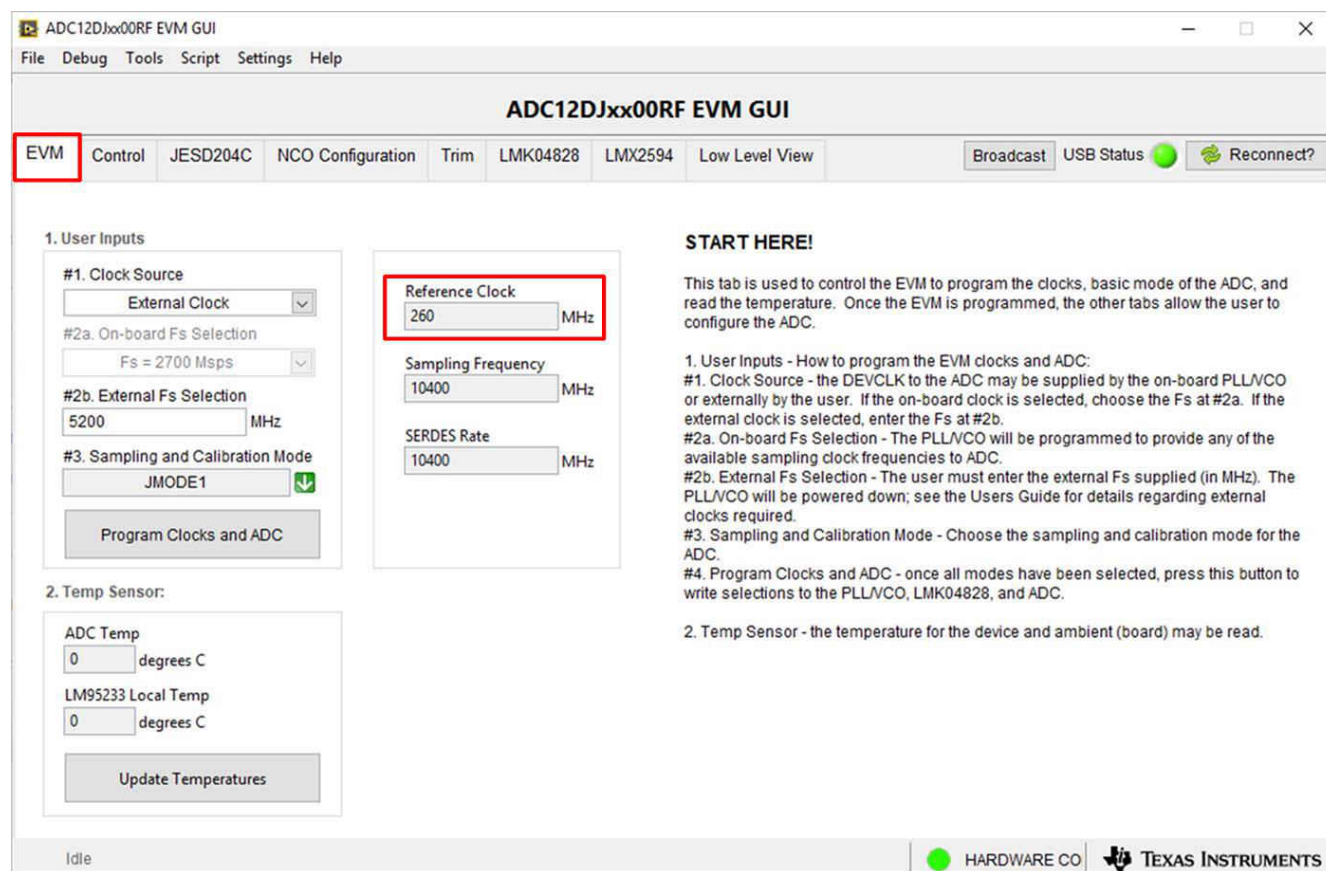 ADC12DJxx00RF EVM GUI
File Debug Tools Script Settings Help
ADC12DJxx00RF EVM GUI
EVM Control JESD204C NCO Configuration Trim LMK04828 LMX2594 Low Level View Broadcast USB Status Reconnect?
1. User Inputs
#1. Clock Source
External Clock
#2a. On-board Fs Selection
Fs = 2700 Msps
#2b. External Fs Selection
5200 MHz
#3. Sampling and Calibration Mode
JMODE1
Program Clocks and ADC
Reference Clock
260 MHz
Sampling Frequency
10400 MHz
SERDES Rate
10400 MHz
2. Temp Sensor:
ADC Temp
0 degrees C
LM95233 Local Temp
0 degrees C
Update Temperatures
START HERE!
This tab is used to control the EVM to program the clocks, basic mode of the ADC, and
read the temperature. Once the EVM is programmed, the other tabs allow the user to
configure the ADC.
1. User Inputs - How to program the EVM clocks and ADC:
#1. Clock Source - the DEVCLK to the ADC may be supplied by the on-board PLL/VCO
or externally by the user. If the on-board clock is selected, choose the Fs at #2a. If the
external clock is selected, enter the Fs at #2b.
#2a. On-board Fs Selection - The PLL/VCO will be programmed to provide any of the
available sampling clock frequencies to ADC.
#2b. External Fs Selection - The user must enter the external Fs supplied (in MHz). The
PLL/VCO will be powered down; see the Users Guide for details regarding external
clocks required.
#3. Sampling and Calibration Mode - Choose the sampling and calibration mode for the
ADC.
#4. Program Clocks and ADC - once all modes have been selected, press this button to
write selections to the PLL/VCO, LMK04828, and ADC.
2. Temp Sensor - the temperature for the device and ambient (board) may be read.
Idle HARDWARE CO TEXAS INSTRUMENTS